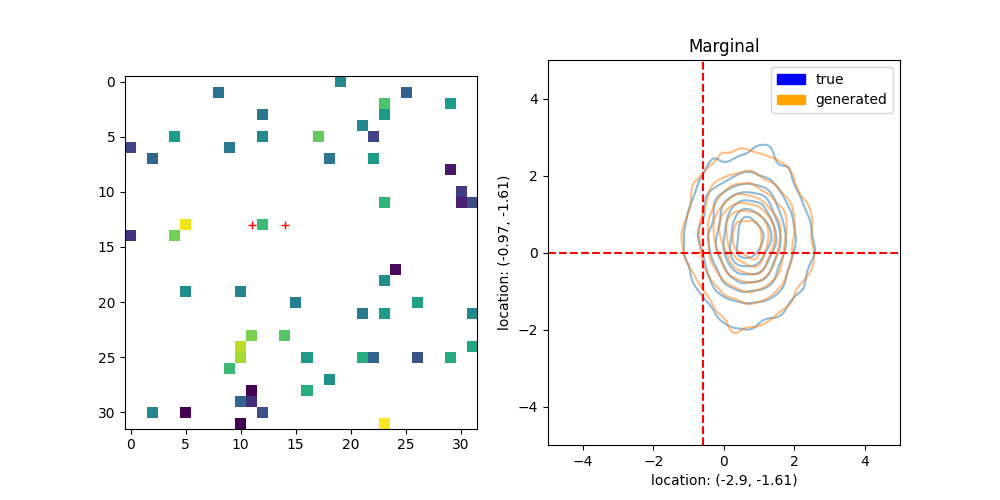 Marginal
true
generated
0
5
10
15
20
25
30
0 5 10 15 20 25 30
location: (-0.97, -1.61)
4
2
0
−2
−4
−4 −2 0 2 4
location: (-2.9, -1.61)